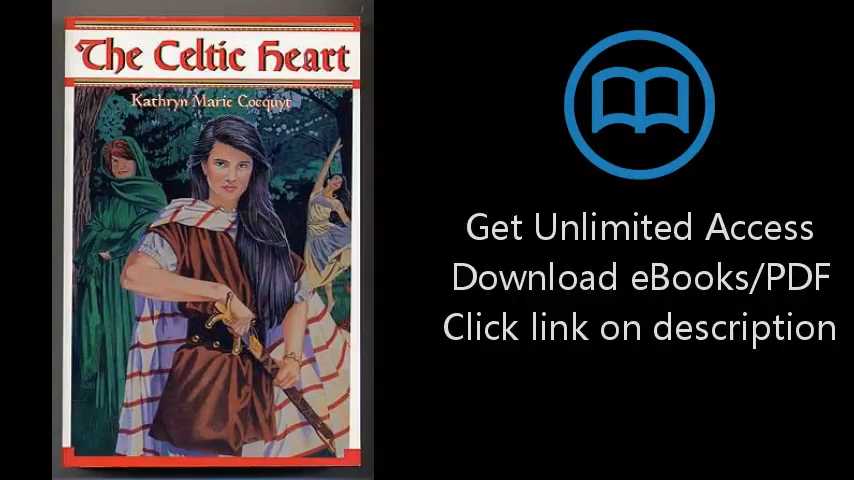 The Celtic Heart
Kathryn Marie Cocquyt
Get Unlimited Access
Download eBooks/PDF
Click link on description